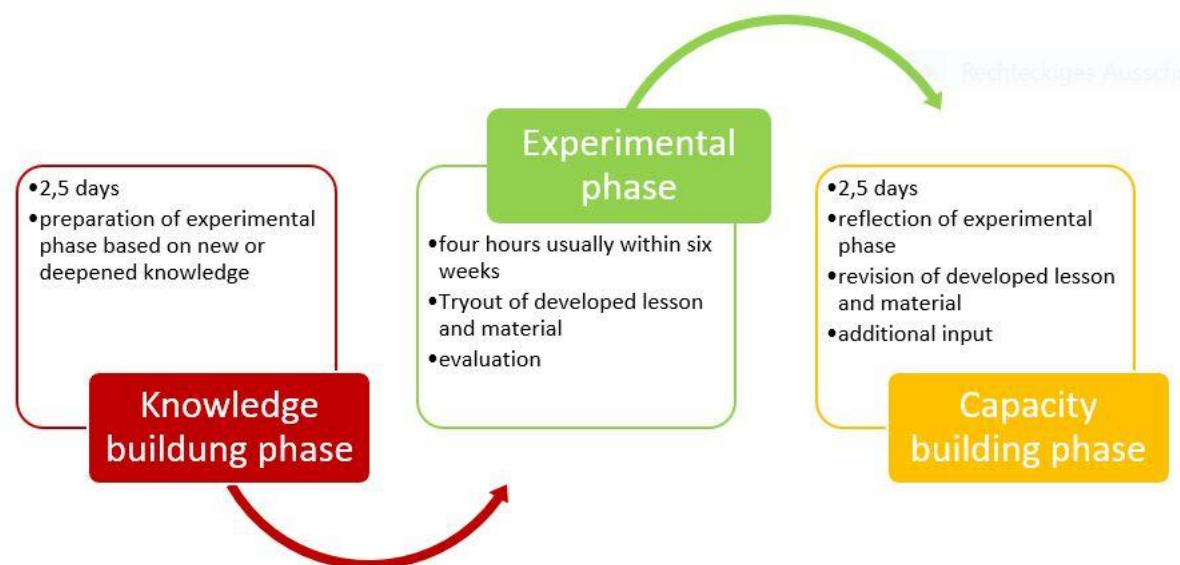 •2,5 days
•preparation of experimental
phase based on new or
deepened knowledge
Knowledge
buildung phase
Experimental
phase
•four hours usually within six
weeks
•Tryout of developed lesson
and material
•evaluation
Rechteckiges
•2,5 days
•reflection of experimental
phase
•revision of developed lesson
and material
•additional input
Capacity
building phase